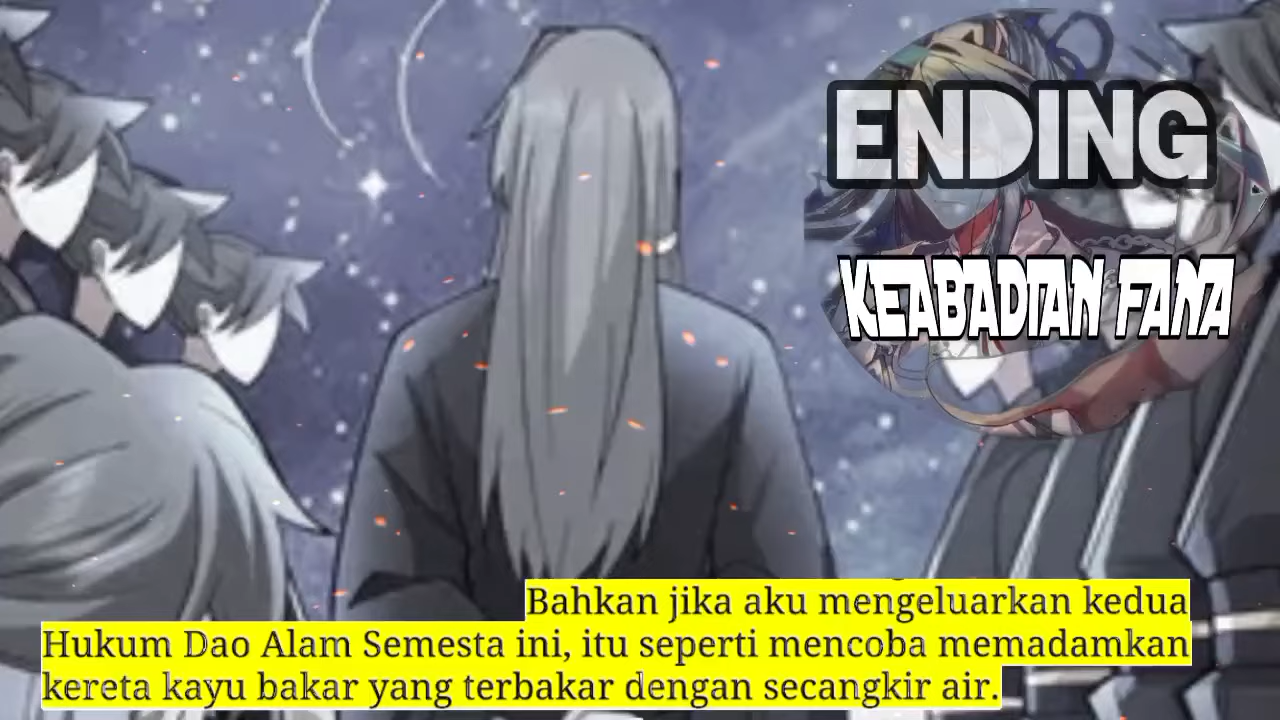 ENDING
KEABADIAN FANA
Bahkan jika aku mengeluarkan kedua
Hukum Dao Alam Semesta ini, itu seperti mencoba memadamkan
kereta kayu bakar yang terbakar dengan secangkir air.